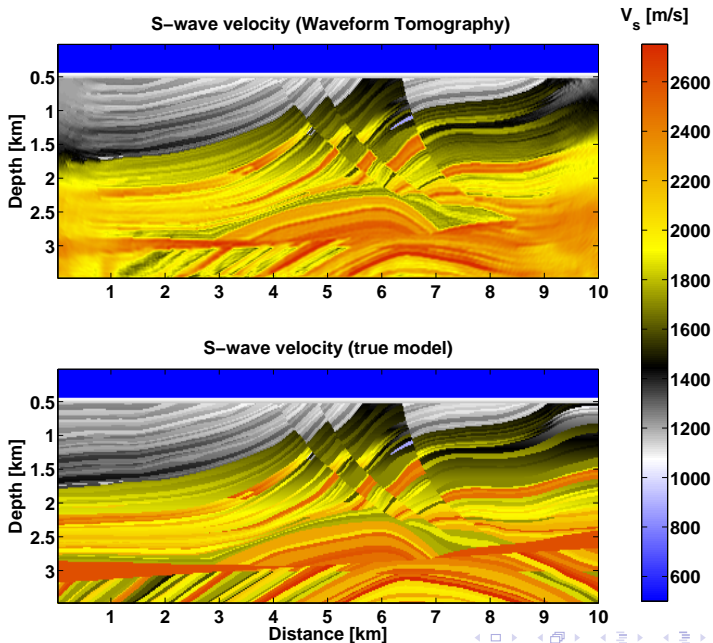 V_s [m/s]
S-wave velocity (Waveform Tomography)
Depth [km]
0.5
1
1.5
2
2.5
3
1 2 3 4 5 6 7 8 9 10
S-wave velocity (true model)
Depth [km]
0.5
1
1.5
2
2.5
3
1 2 3 4 5 6 7 8 9 10
Distance [km]
2600
2400
2200
2000
1800
1600
1400
1200
1000
800
600